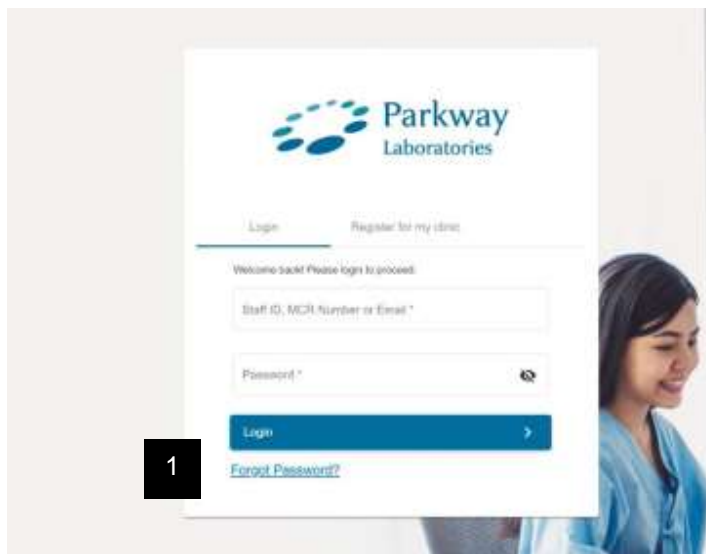 Parkway
Laboratories
Login
Register for my clinic
Welcome back! Please login to proceed.
Staff ID, MCR Number or Email *
Password *
Login
1
Forgot Password?